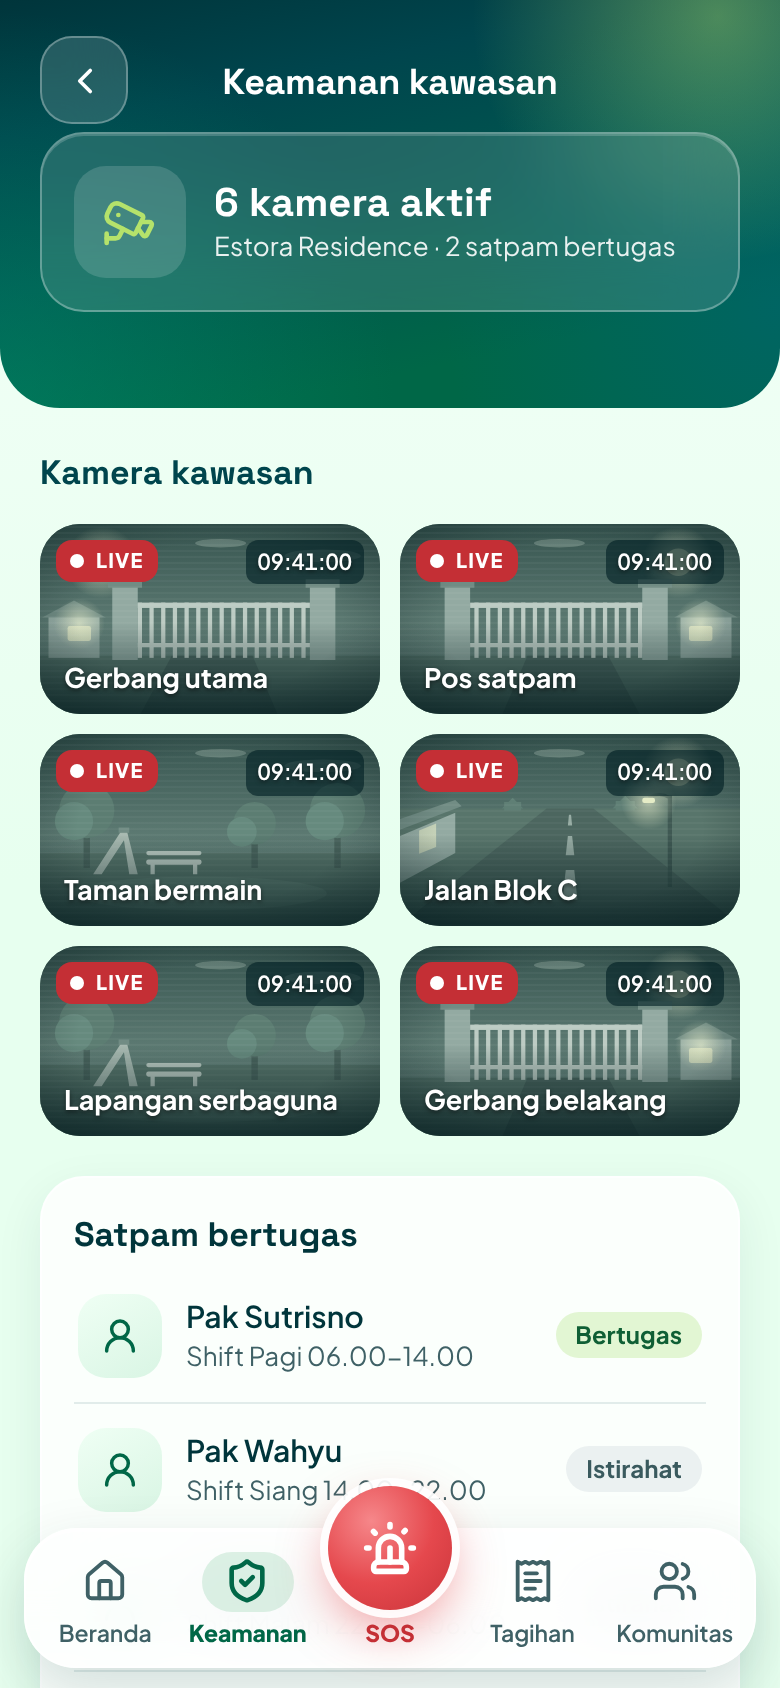 Keamanan kawasan
6 kamera aktif
Estora Residence · 2 satpam bertugas
Kamera kawasan
LIVE
09:41:00
Gerbang utama
LIVE
09:41:00
Pos satpam
LIVE
09:41:00
Taman bermain
LIVE
09:41:00
Jalan Blok C
LIVE
09:41:00
Lapangan serbaguna
LIVE
09:41:00
Gerbang belakang
Satpam bertugas
Pak Sutrisno
Shift Pagi 06.00–14.00
Bertugas
Pak Wahyu
Shift Siang
Istirahat
Beranda
Keamanan
SOS
Tagihan
Komunitas